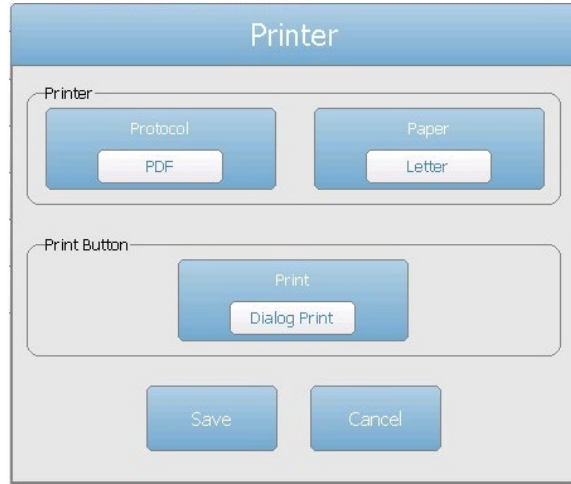 Printer
Printer
Protocol Paper
PDF Letter
Print Button
Print
Dialog Print
Save Cancel